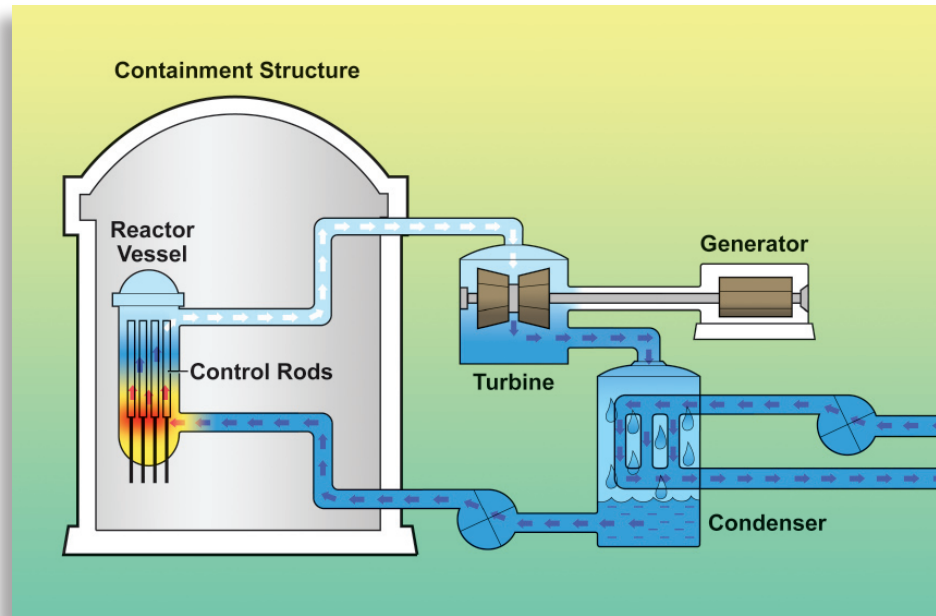 Containment Structure
Reactor
Vessel
Generator
Control Rods
Turbine
Condenser